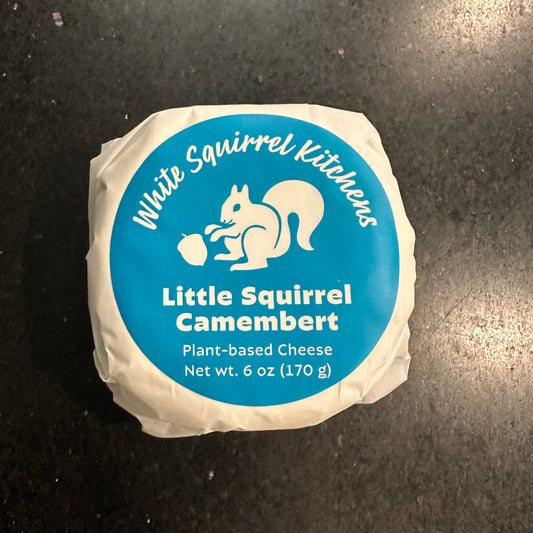 White Squirrel Kitchens
Little Squirrel
Camembert
Plant-based Cheese
Net wt. 6 oz (170 g)